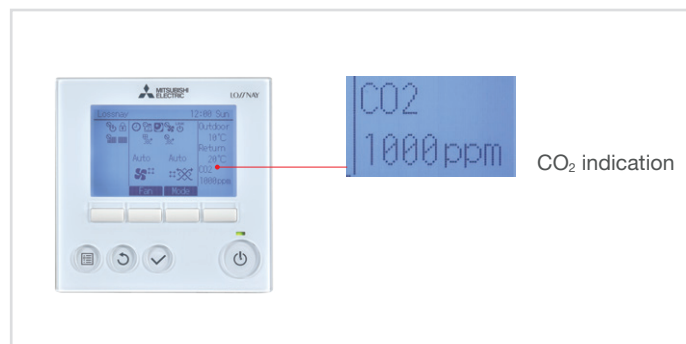 MITSUBISHI
ELECTRIC
LOSSNAY
Lossnay 12:00 Sun
Outdoor
10°C
Return
Auto Auto 20°C
CO2
1000ppm
Fan Mode
CO2
1000ppm
CO₂ indication